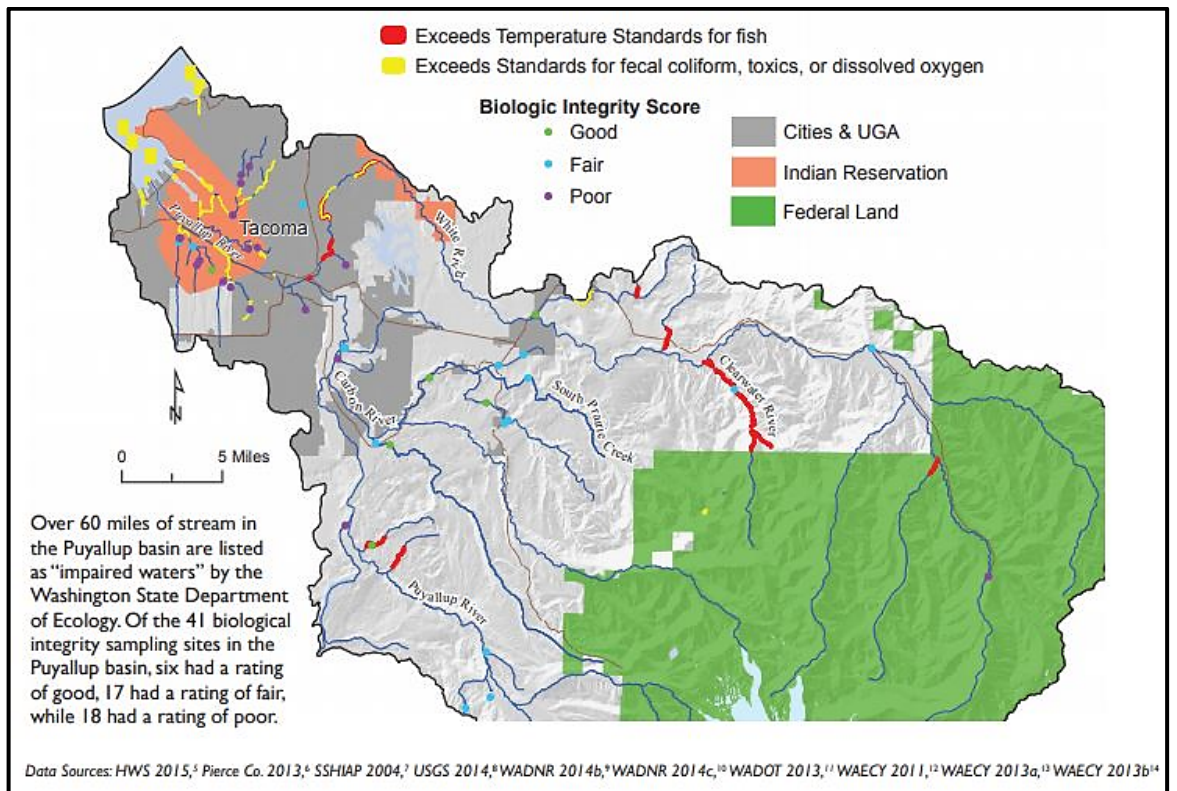 Exceeds Temperature Standards for fish
Exceeds Standards for fecal coliform, toxics, or dissolved oxygen
Biologic Integrity Score
Good
Fair
Poor
Cities & UGA
Indian Reservation
Federal Land
Puyallup River
Tacoma
White River
Carbon River
South Prairie Creek
Clearwater River
Puyallup River
N
0 5 Miles
Over 60 miles of stream in
the Puyallup basin are listed
as “impaired waters” by the
Washington State Department
of Ecology. Of the 41 biological
integrity sampling sites in the
Puyallup basin, six had a rating
of good, 17 had a rating of fair,
while 18 had a rating of poor.
Data Sources: HWS 2015,⁵ Pierce Co. 2013,⁶ SSHIAP 2004,⁷ USGS 2014,⁸ WADNR 2014b,⁹ WADNR 2014c,¹⁰ WADOT 2013,¹¹ WAECY 2011,¹² WAECY 2013a,¹³ WAECY 2013b¹⁴